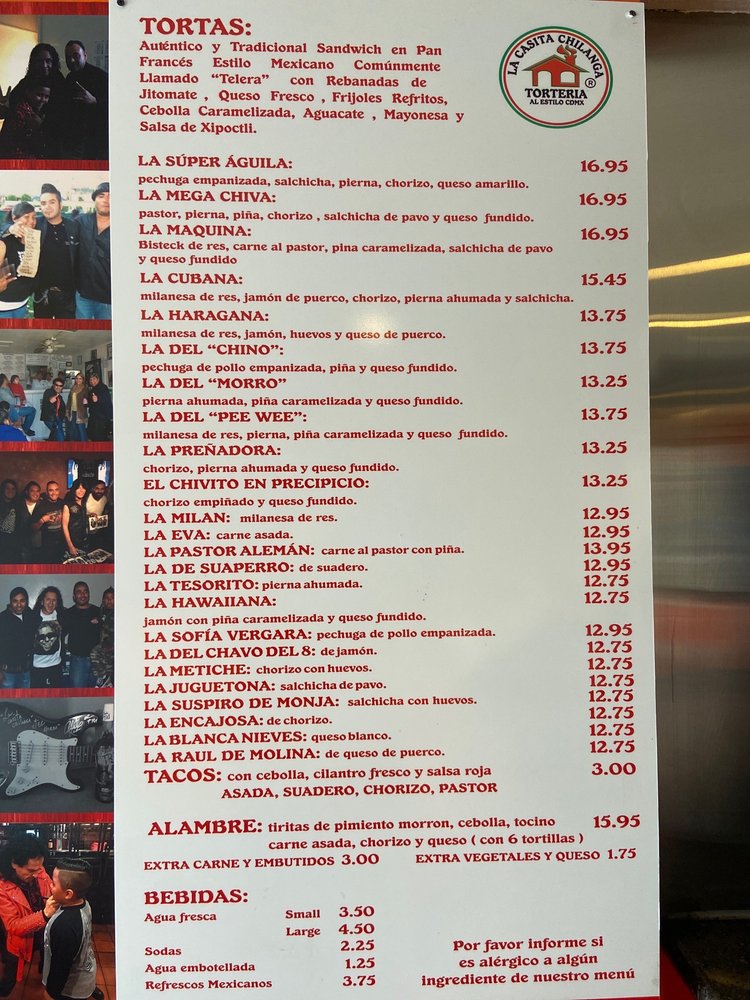 TORTAS:
Auténtico y Tradicional Sandwich en Pan
Francés Estilo Mexicano Comúnmente
Llamado “Telera” con Rebanadas de
Jitomate , Queso Fresco , Frijoles Refritos,
Cebolla Caramelizada, Aguacate , Mayonesa y
Salsa de Xipoctli.
LA CASITA CHILANGA
TORTERIA ®
AL ESTILO CDMX
LA SÚPER ÁGUILA: 16.95
pechuga empanizada, salchicha, pierna, chorizo, queso amarillo.
LA MEGA CHIVA: 16.95
pastor, pierna, piña, chorizo , salchicha de pavo y queso fundido.
LA MAQUINA: 16.95
Bisteck de res, carne al pastor, pina caramelizada, salchicha de pavo
y queso fundido
LA CUBANA: 15.45
milanesa de res, jamón de puerco, chorizo, pierna ahumada y salchicha.
LA HARAGANA: 13.75
milanesa de res, jamón, huevos y queso de puerco.
LA DEL “CHINO”: 13.75
pechuga de pollo empanizada, piña y queso fundido.
LA DEL “MORRO” 13.25
pierna ahumada, piña caramelizada y queso fundido.
LA DEL “PEE WEE”: 13.75
milanesa de res, pierna, piña caramelizada y queso fundido.
LA PREÑADORA: 13.25
chorizo, pierna ahumada y queso fundido.
EL CHIVITO EN PRECIPICIO: 13.25
chorizo empiñado y queso fundido.
LA MILAN: milanesa de res. 12.95
LA EVA: carne asada. 12.95
LA PASTOR ALEMÁN: carne al pastor con piña. 13.95
LA DE SUAPERRO: de suadero. 12.95
LA TESORITO: pierna ahumada. 12.75
LA HAWAIIANA: 12.75
jamón con piña caramelizada y queso fundido.
LA SOFÍA VERGARA: pechuga de pollo empanizada. 12.95
LA DEL CHAVO DEL 8: de jamón. 12.75
LA METICHE: chorizo con huevos. 12.75
LA JUGUETONA: salchicha de pavo. 12.75
LA SUSPIRO DE MONJA: salchicha con huevos. 12.75
LA ENCAJOSA: de chorizo. 12.75
LA BLANCA NIEVES: queso blanco. 12.75
LA RAUL DE MOLINA: de queso de puerco. 12.75
TACOS: con cebolla, cilantro fresco y salsa roja 3.00
ASADA, SUADERO, CHORIZO, PASTOR
ALAMBRE: tiritas de pimiento morron, cebolla, tocino 15.95
carne asada, chorizo y queso ( con 6 tortillas )
EXTRA CARNE Y EMBUTIDOS 3.00 EXTRA VEGETALES Y QUESO 1.75
BEBIDAS:
Agua fresca Small 3.50
Large 4.50
Sodas 2.25
Agua embotellada 1.25
Refrescos Mexicanos 3.75
Por favor informe si
es alérgico a algún
ingrediente de nuestro menú